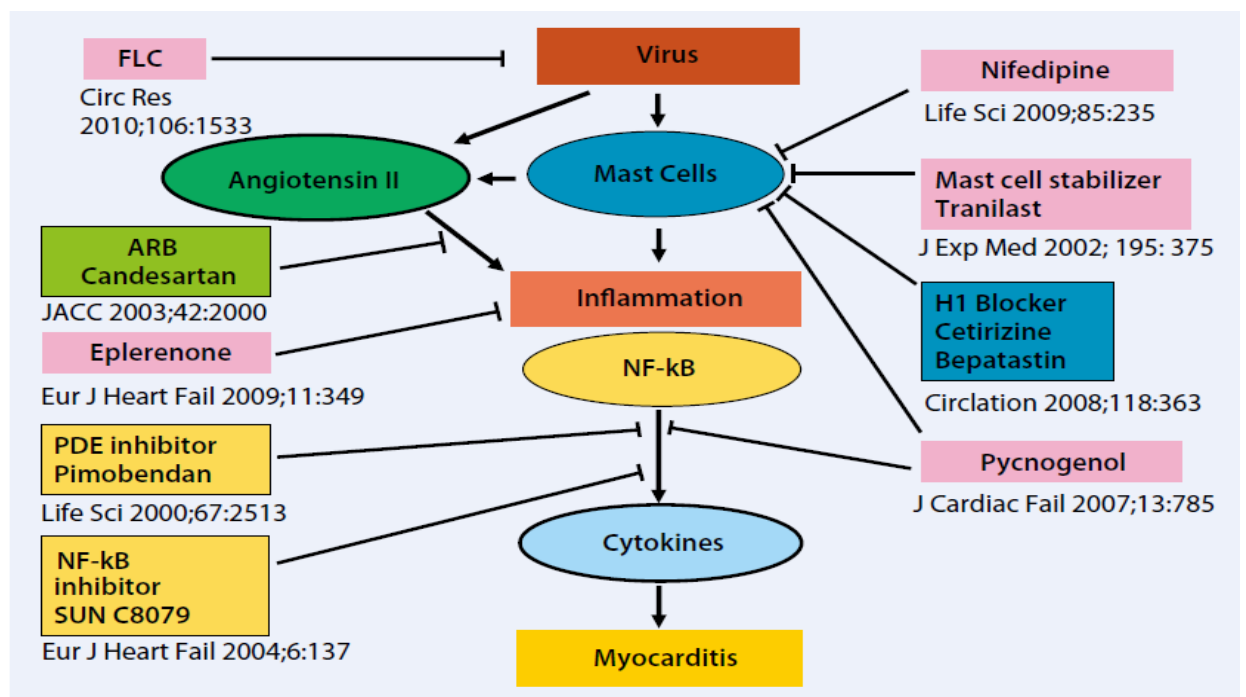 FLC
Circ Res
2010;106:1533
Virus
Nifedipine
Life Sci 2009;85:235
Angiotensin II
Mast Cells
Mast cell stabilizer
Tranilast
J Exp Med 2002; 195: 375
ARB
Candesartan
JACC 2003;42:2000
Inflammation
H1 Blocker
Cetirizine
Bepatastin
Circlation 2008;118:363
Eplerenone
Eur J Heart Fail 2009;11:349
NF-kB
PDE inhibitor
Pimobendan
Life Sci 2000;67:2513
Pycnogenol
J Cardiac Fail 2007;13:785
NF-kB
inhibitor
SUN C8079
Eur J Heart Fail 2004;6:137
Cytokines
Myocarditis